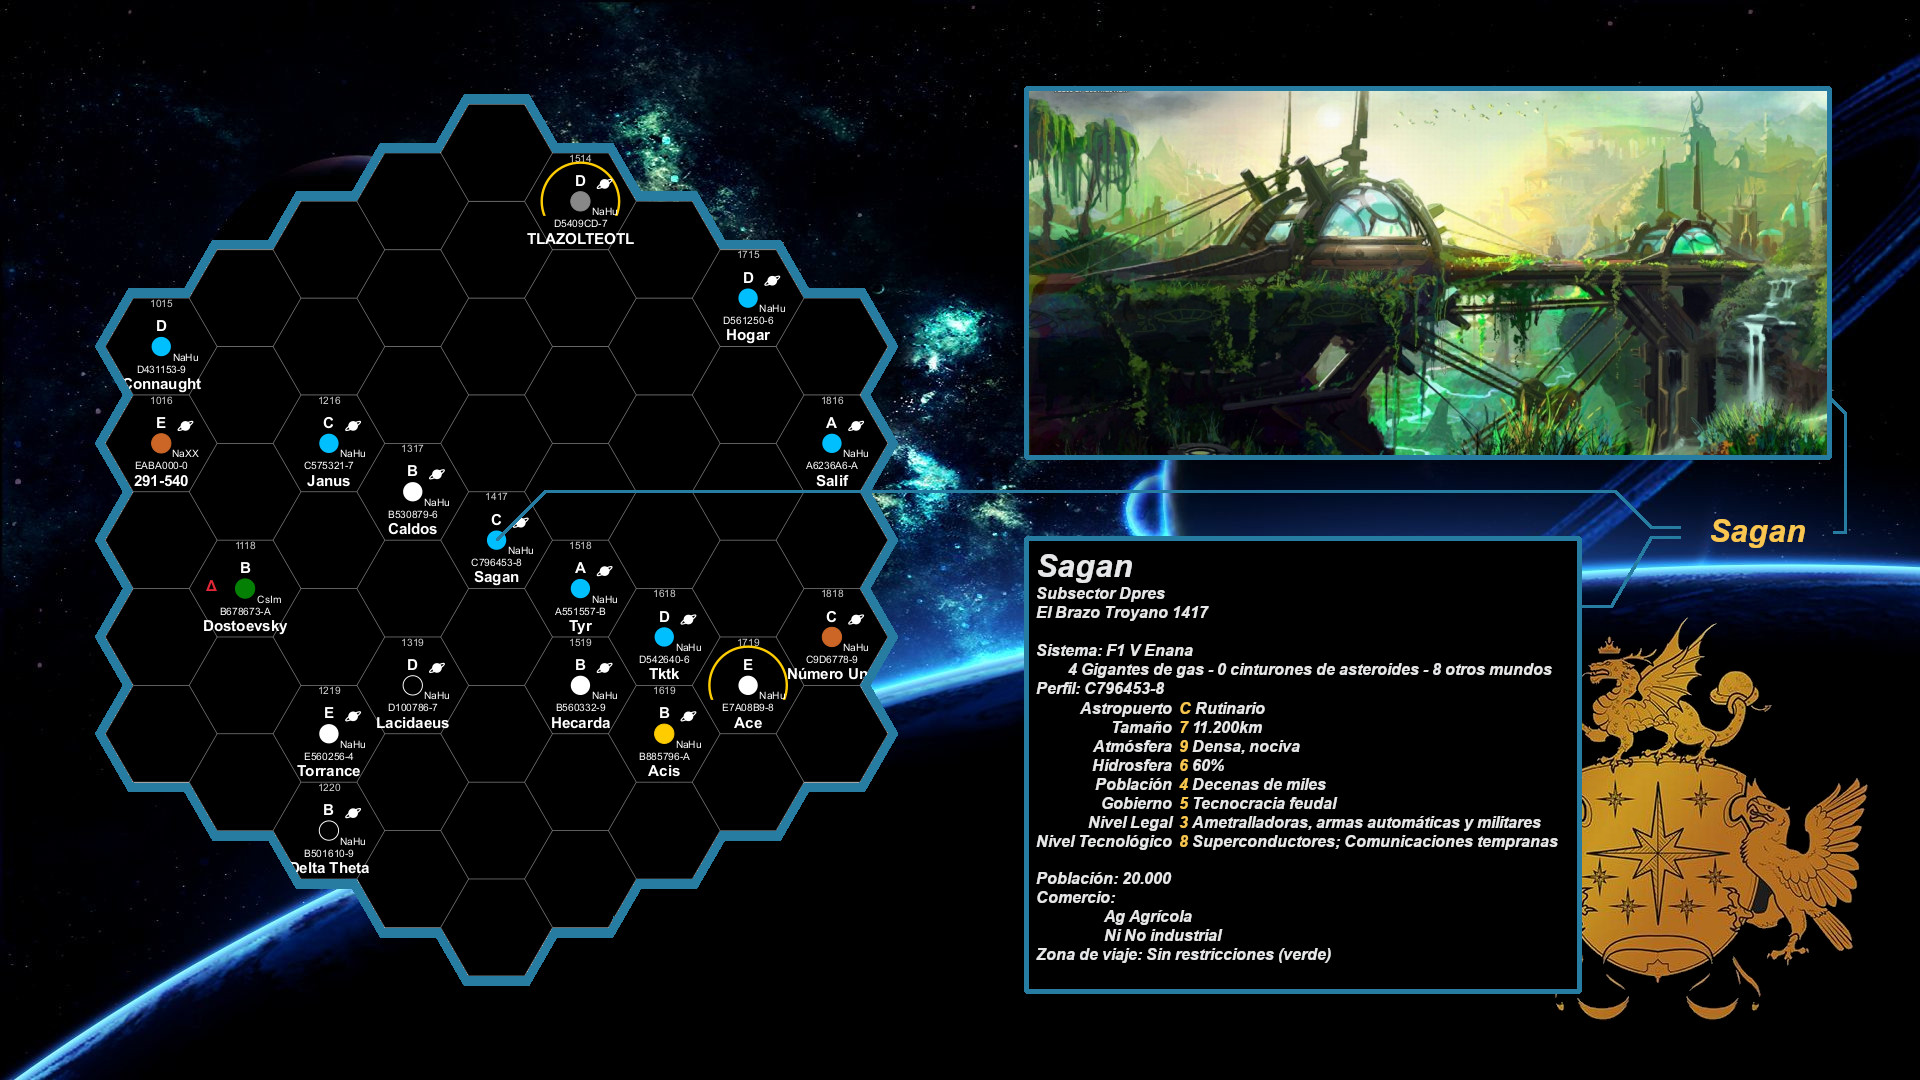 1514
D
NaHu
D5409CD-7
TLAZOLTEOTL
1715
D
NaHu
D561250-6
Hogar
1015
D
NaHu
D431153-9
Connaught
1016
E
NaXX
EABA000-0
291-540
1216
C
NaHu
C575321-7
Janus
1816
A
NaHu
A6236A6-A
Salif
1317
B
NaHu
B530879-6
Caldos
1417
C
NaHu
C796453-8
Sagan
1118
Δ
B
CsIm
B678673-A
Dostoevsky
1518
A
NaHu
A551557-B
Tyr
1618
D
NaHu
D542640-6
Tktk
1818
C
NaHu
C9D6778-9
Número Un
1319
D
NaHu
D100786-7
Lacidaeus
1519
B
NaHu
B560332-9
Hecarda
1719
E
NaHu
E7A08B9-8
Ace
1219
E
NaHu
E560256-4
Torrance
1619
B
NaHu
B885796-A
Acis
1220
B
NaHu
B501610-9
Delta Theta
Sagan
Sagan
Subsector Dpres
El Brazo Troyano 1417
Sistema: F1 V Enana
4 Gigantes de gas - 0 cinturones de asteroides - 8 otros mundos
Perfil: C796453-8
Astropuerto C Rutinario
Tamaño 7 11.200km
Atmósfera 9 Densa, nociva
Hidrosfera 6 60%
Población 4 Decenas de miles
Gobierno 5 Tecnocracia feudal
Nivel Legal 3 Ametralladoras, armas automáticas y militares
Nivel Tecnológico 8 Superconductores; Comunicaciones tempranas
Población: 20.000
Comercio:
Ag Agrícola
Ni No industrial
Zona de viaje: Sin restricciones (verde)